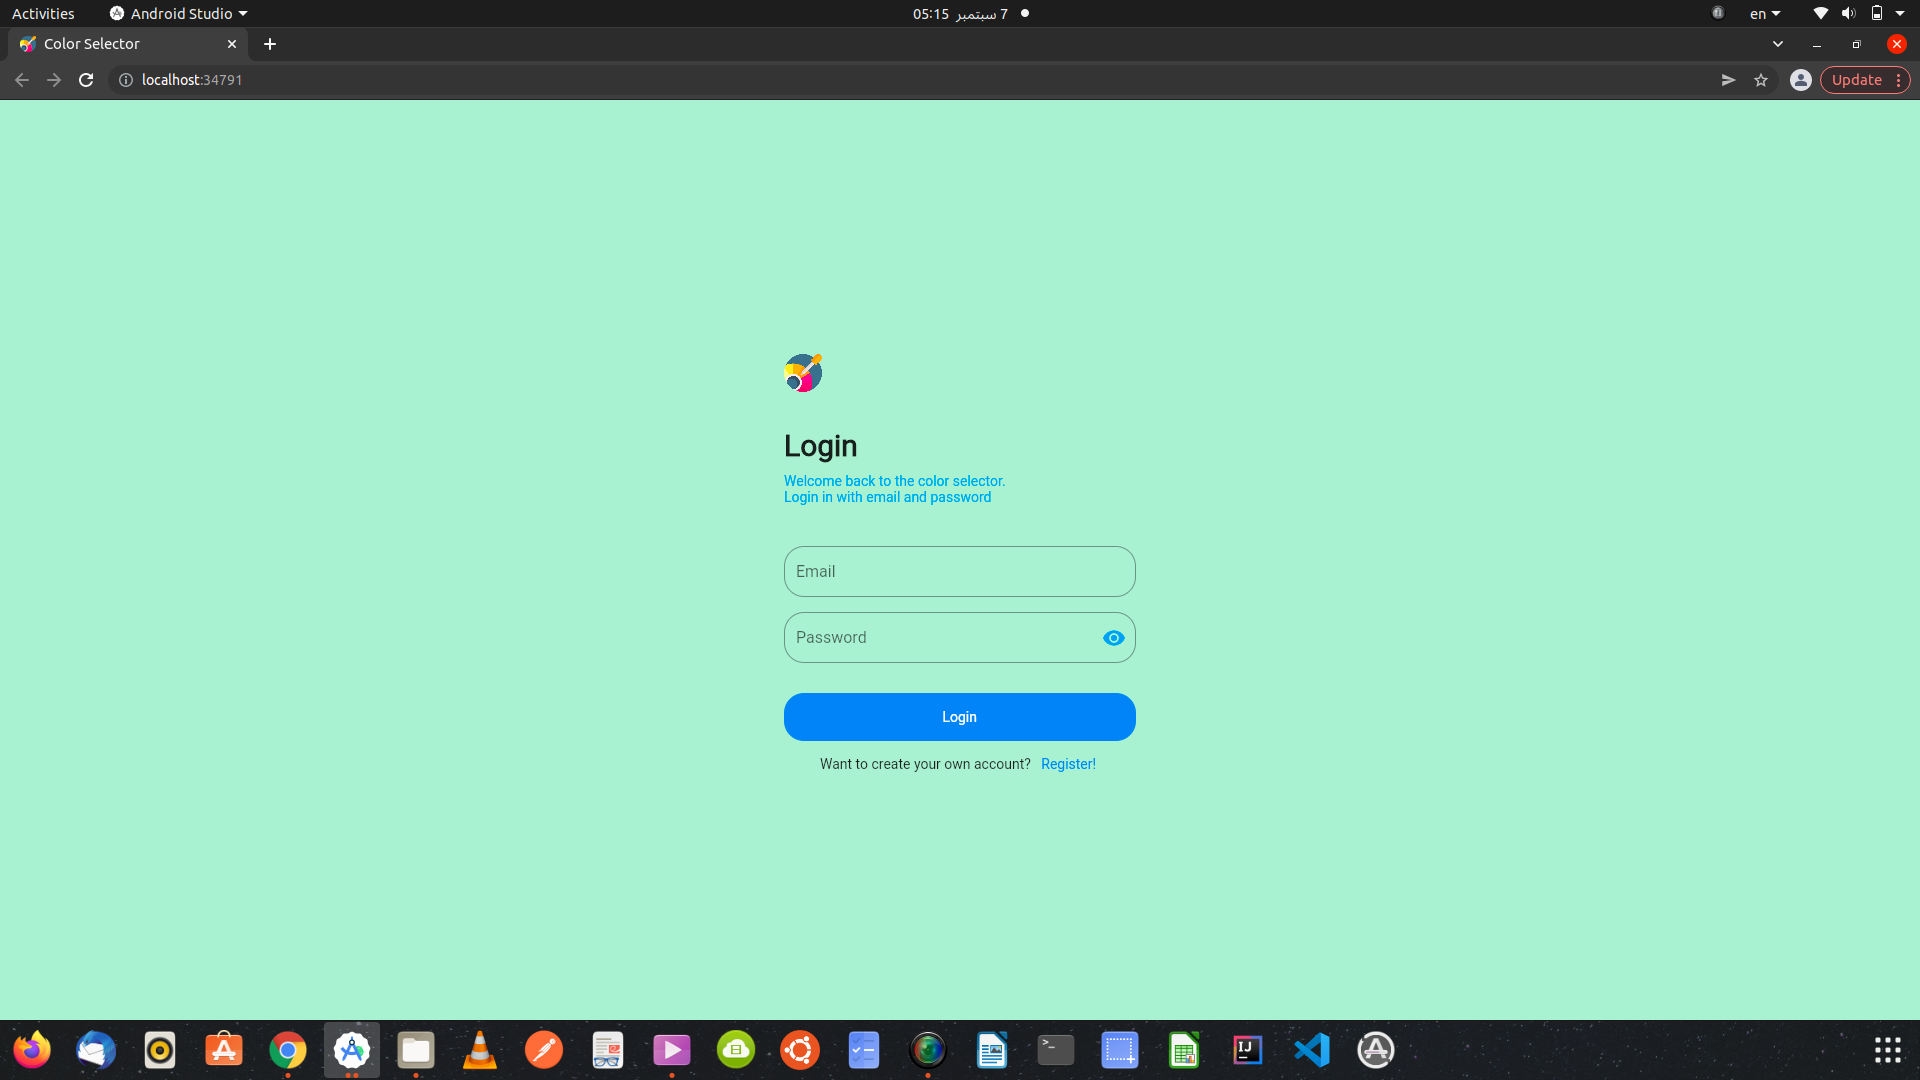 Activities
Android Studio
05:15 7 سبتمبر
en
Color Selector
localhost:34791
Update
Login
Welcome back to the color selector.
Login in with email and password
Email
Password
Login
Want to create your own account? Register!